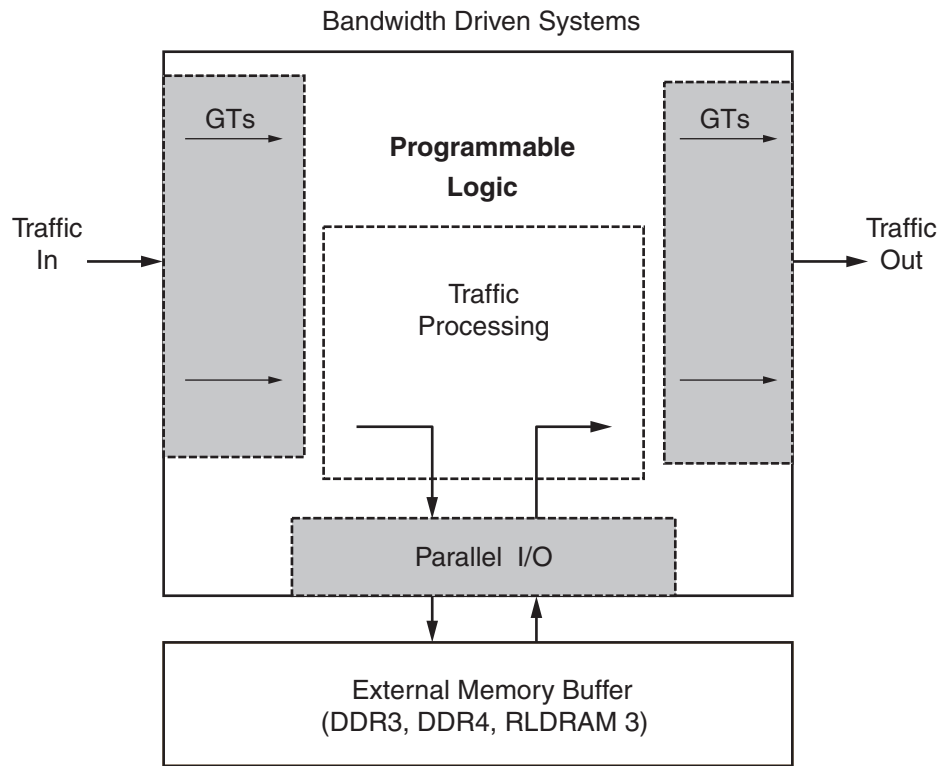 Bandwidth Driven Systems
GTs
GTs
Programmable
Logic
Traffic
In
Traffic
Out
Traffic
Processing
Parallel I/O
External Memory Buffer
(DDR3, DDR4, RLDRAM 3)